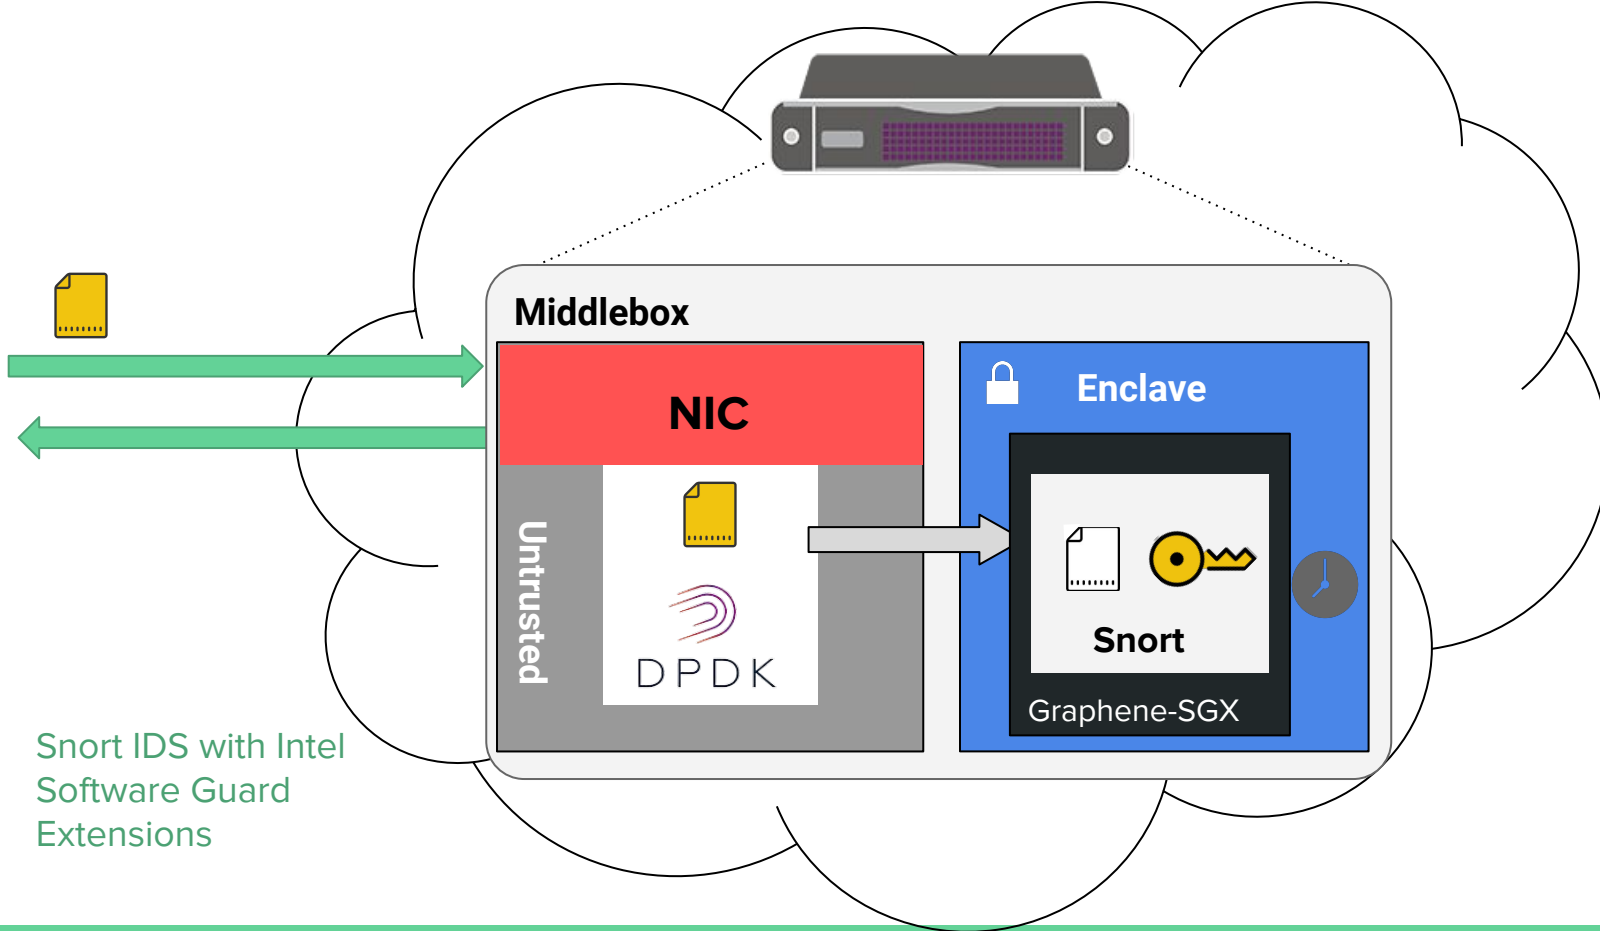 Middlebox
NIC
Untrusted
DPDK
Enclave
Snort
Graphene-SGX
Snort IDS with Intel
Software Guard
Extensions